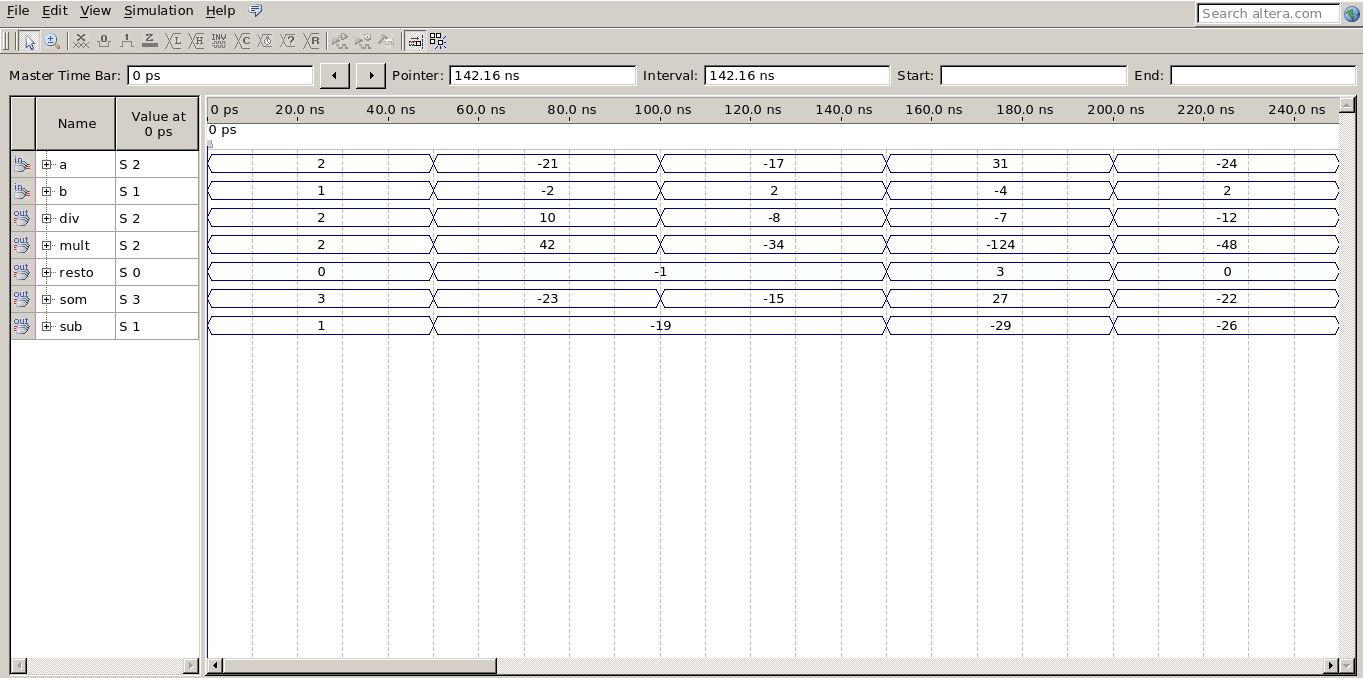 File Edit View Simulation Help Search altera.com
Master Time Bar: 0 ps Pointer: 142.16 ns Interval: 142.16 ns Start: End:
Name Value at 0 ps 0 ps 20.0 ns 40.0 ns 60.0 ns 80.0 ns 100.0 ns 120.0 ns 140.0 ns 160.0 ns 180.0 ns 200.0 ns 220.0 ns 240.0 ns
0 ps
a S 2 2 -21 -17 31 -24
b S 1 1 -2 2 -4 2
div S 2 2 10 -8 -7 -12
mult S 2 2 42 -34 -124 -48
resto S 0 0 -1 3 0
som S 3 3 -23 -15 27 -22
sub S 1 1 -19 -29 -26